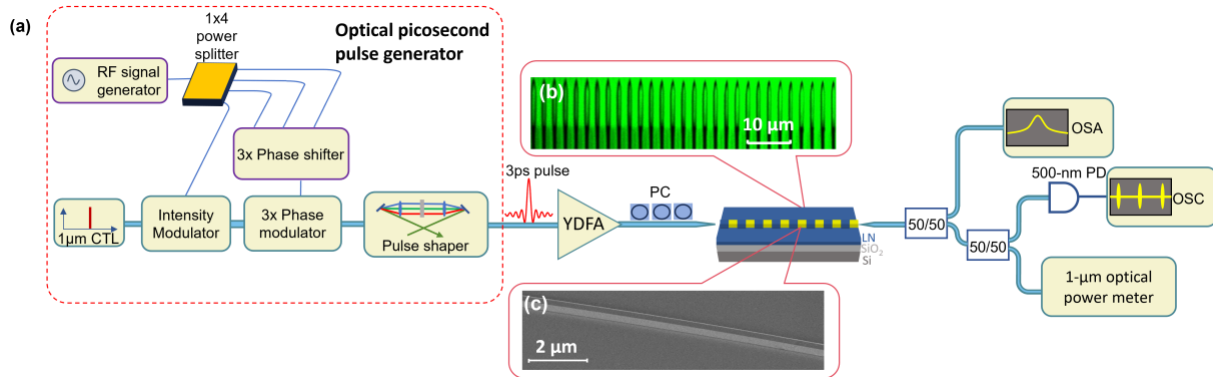 (a)
1x4
power
splitter
Optical picosecond
pulse generator
RF signal
generator
3x Phase shifter
1μm CTL
Intensity
Modulator
3x Phase
modulator
Pulse shaper
3ps pulse
YDFA
PC
(b)
10 μm
LN
SiO₂
Si
(c)
2 μm
50/50
50/50
OSA
500-nm PD
OSC
1-μm optical
power meter